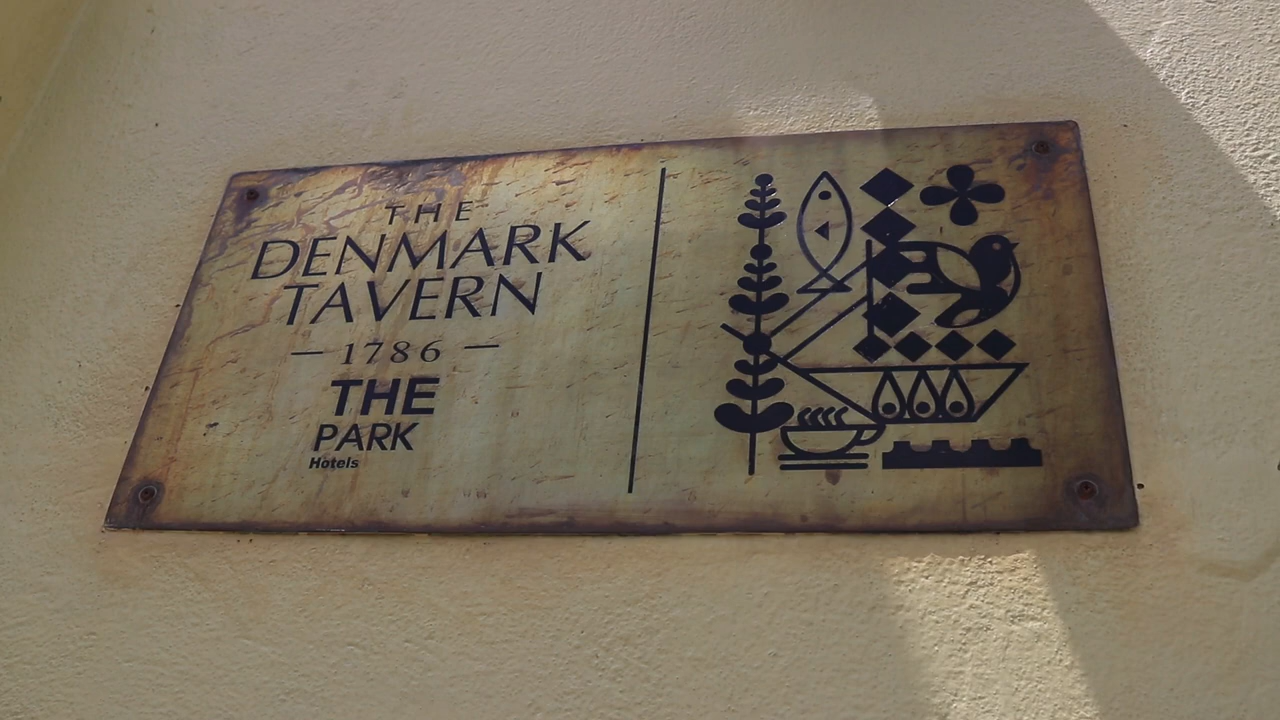 THE
DENMARK
TAVERN
— 1786 —
THE
PARK
Hotels